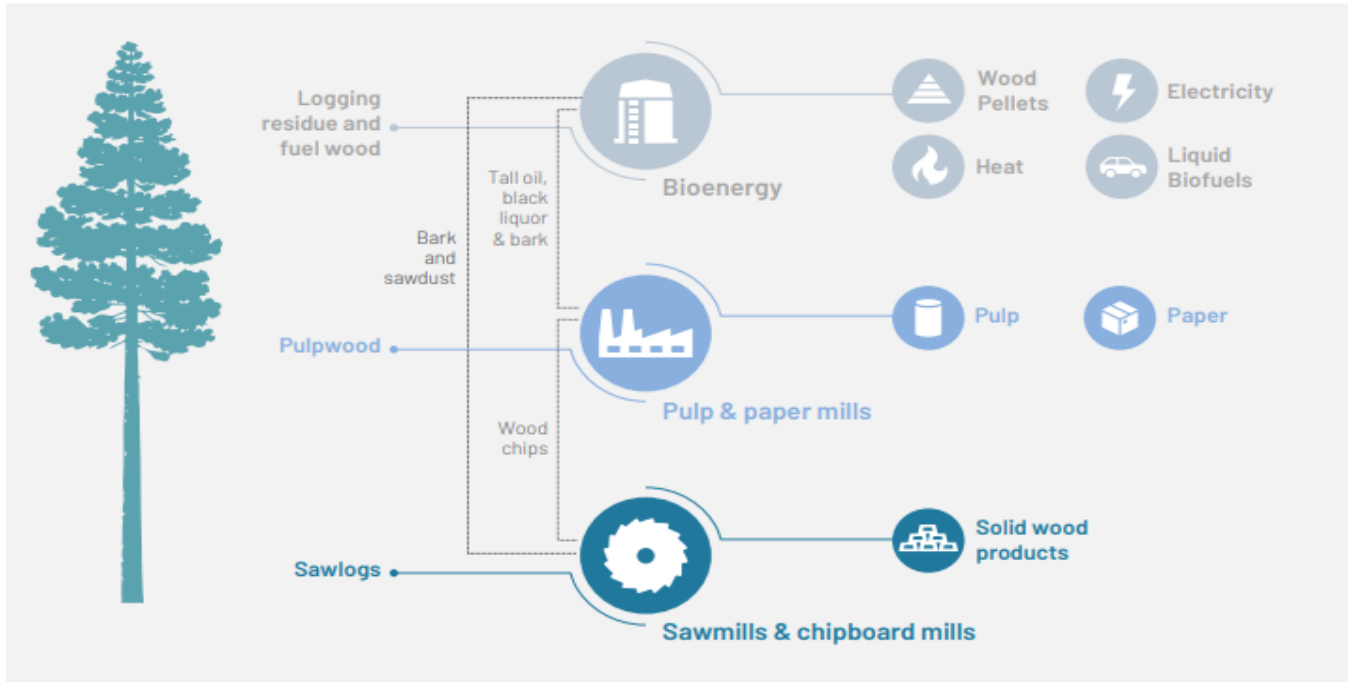 Logging
residue and
fuel wood
Bioenergy
Wood
Pellets
Electricity
Heat
Liquid
Biofuels
Tall oil,
black
liquor
& bark
Bark
and
sawdust
Pulpwood
Pulp & paper mills
Pulp
Paper
Wood
chips
Sawlogs
Sawmills & chipboard mills
Solid wood
products